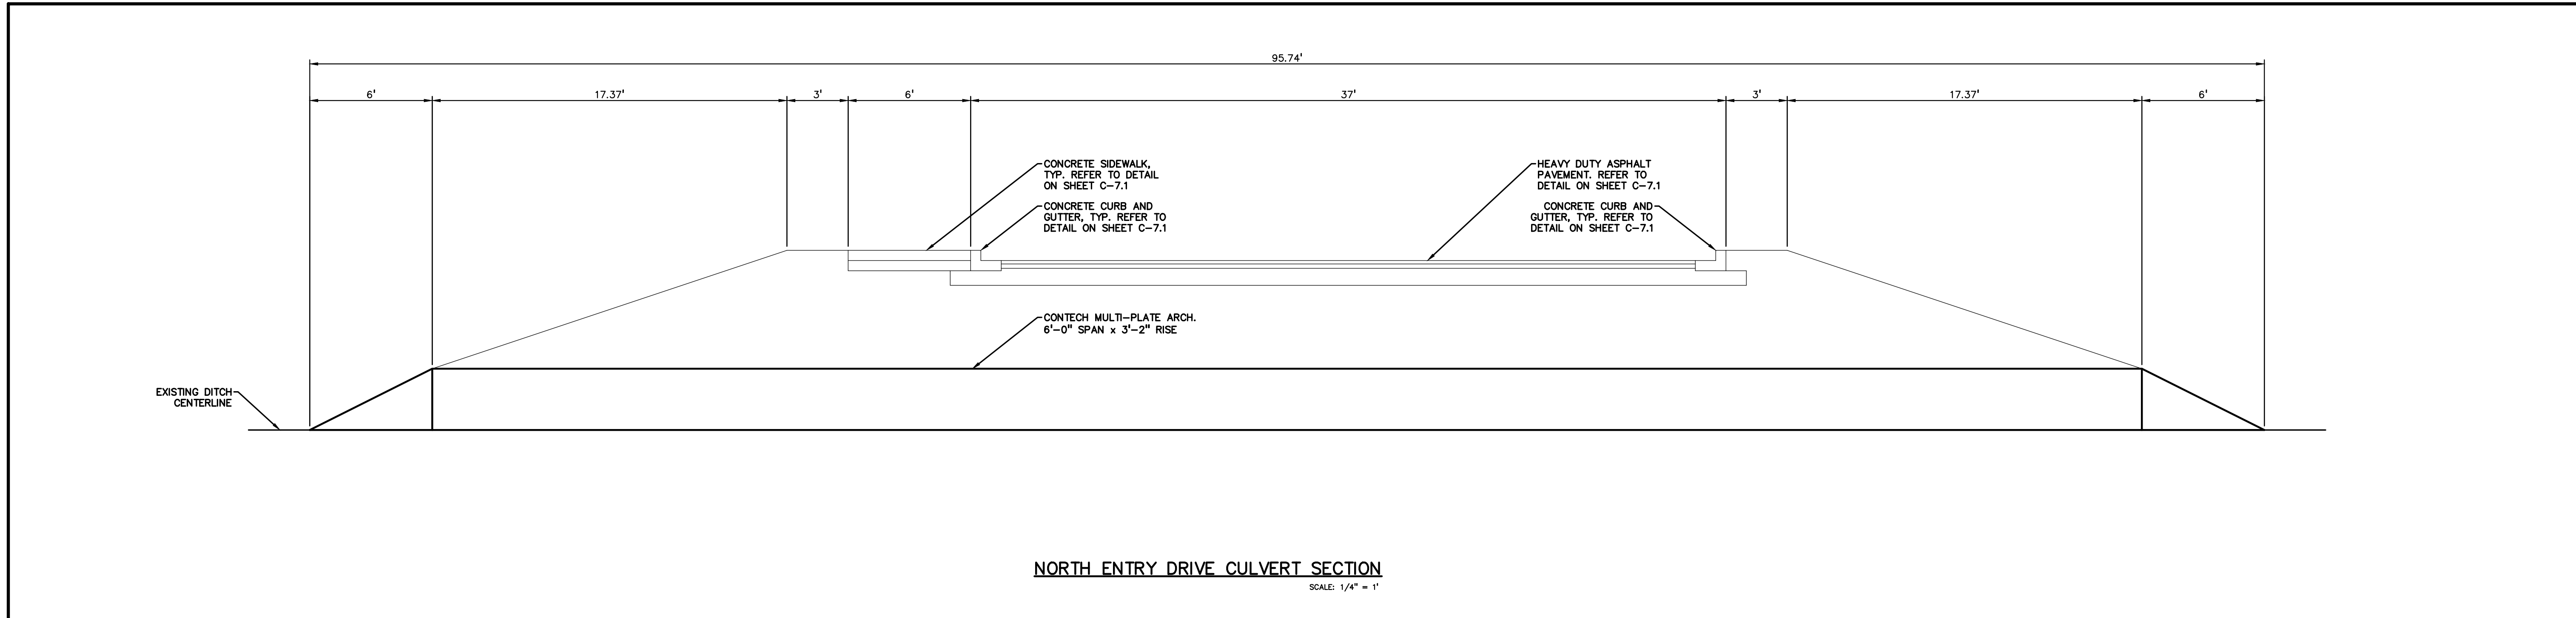 95.74'
6'
17.37'
3'
6'
37'
3'
17.37'
6'
CONCRETE SIDEWALK,
TYP. REFER TO DETAIL
ON SHEET C-7.1
HEAVY DUTY ASPHALT
PAVEMENT. REFER TO
DETAIL ON SHEET C-7.1
CONCRETE CURB AND
GUTTER, TYP. REFER TO
DETAIL ON SHEET C-7.1
CONCRETE CURB AND
GUTTER, TYP. REFER TO
DETAIL ON SHEET C-7.1
CONTECH MULTI-PLATE ARCH.
6'-0" SPAN x 3'-2" RISE
EXISTING DITCH
CENTERLINE
NORTH ENTRY DRIVE CULVERT SECTION
SCALE: 1/4" = 1'